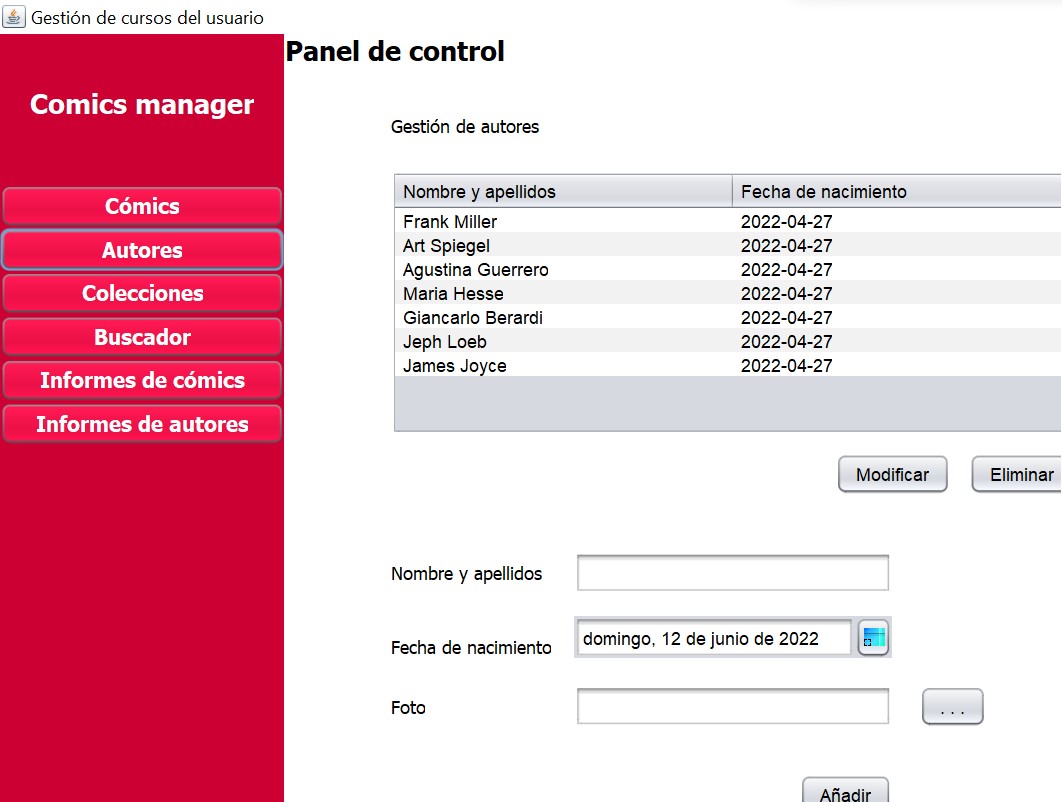 Gestión de cursos del usuario
Panel de control
Comics manager
Cómics
Autores
Colecciones
Buscador
Informes de cómics
Informes de autores
Gestión de autores
Nombre y apellidos Fecha de nacimiento
Frank Miller 2022-04-27
Art Spiegel 2022-04-27
Agustina Guerrero 2022-04-27
Maria Hesse 2022-04-27
Giancarlo Berardi 2022-04-27
Jeph Loeb 2022-04-27
James Joyce 2022-04-27
Modificar Eliminar
Nombre y apellidos
Fecha de nacimiento domingo, 12 de junio de 2022
Foto ...
Añadir